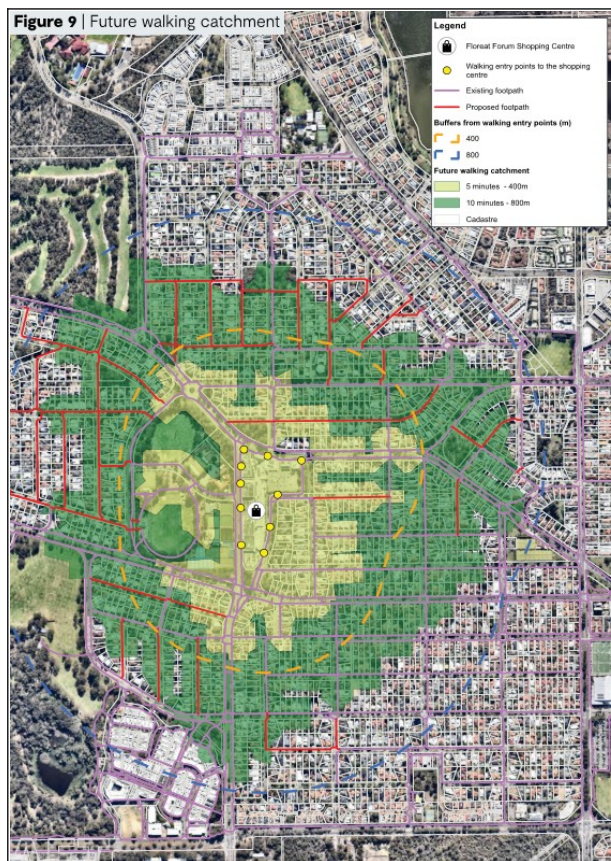 Figure 9 | Future walking catchment
Legend
Floreat Forum Shopping Centre
Walking entry points to the shopping
centre
Existing footpath
Proposed footpath
Buffers from walking entry points (m)
400
800
Future walking catchment
5 minutes - 400m
10 minutes - 800m
Cadastre